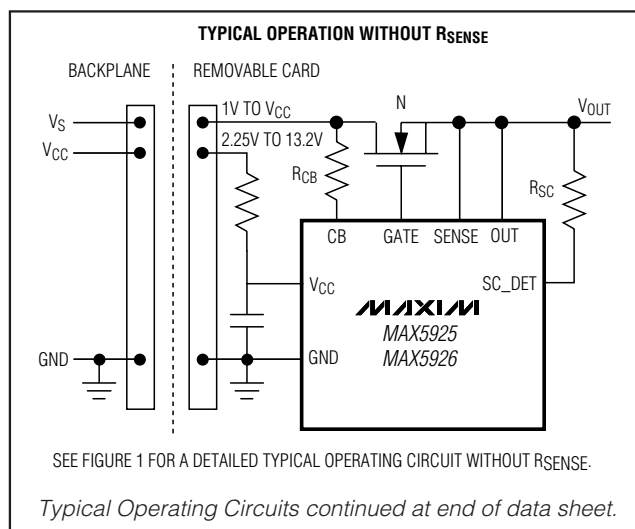 TYPICAL OPERATION WITHOUT RSENSE
BACKPLANE
REMOVABLE CARD
VS
VCC
GND
1V TO VCC
2.25V TO 13.2V
RCB
N
VOUT
RSC
CB
GATE
SENSE
OUT
VCC
SC_DET
MAXIM
MAX5925
MAX5926
GND
SEE FIGURE 1 FOR A DETAILED TYPICAL OPERATING CIRCUIT WITHOUT RSENSE.
Typical Operating Circuits continued at end of data sheet.